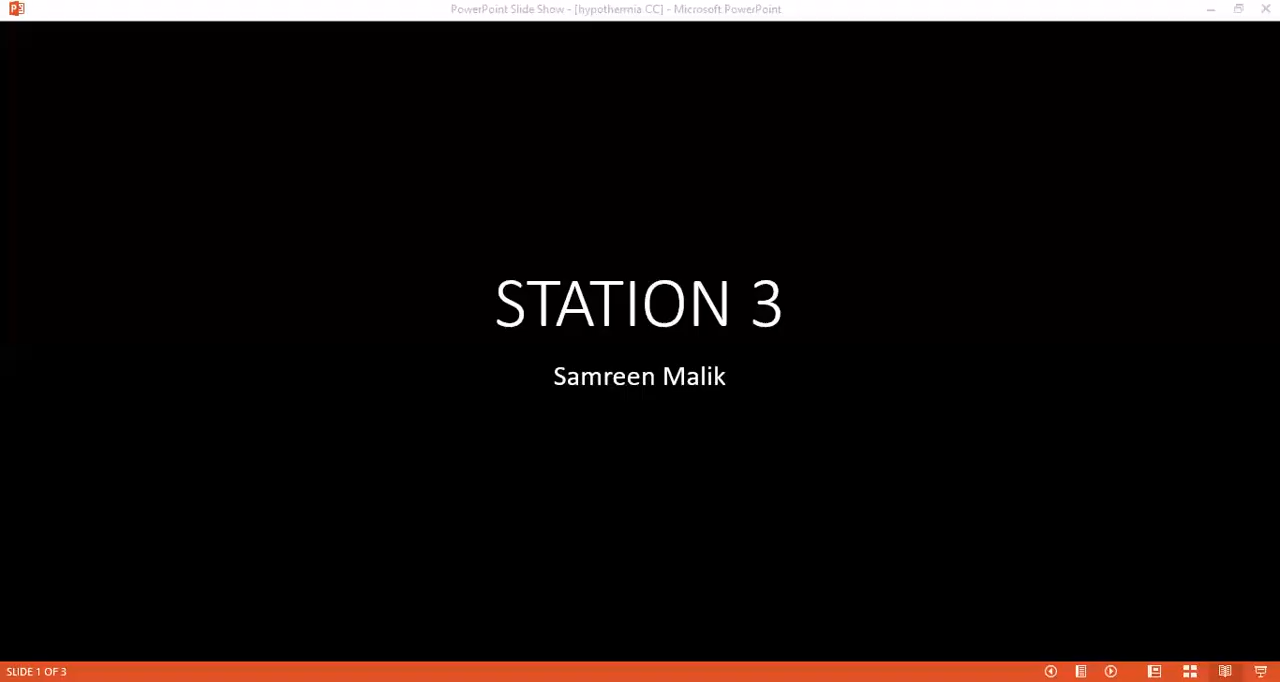 PowerPoint Slide Show - [hypothermia CC] - Microsoft PowerPoint
STATION 3
Samreen Malik
SLIDE 1 OF 3